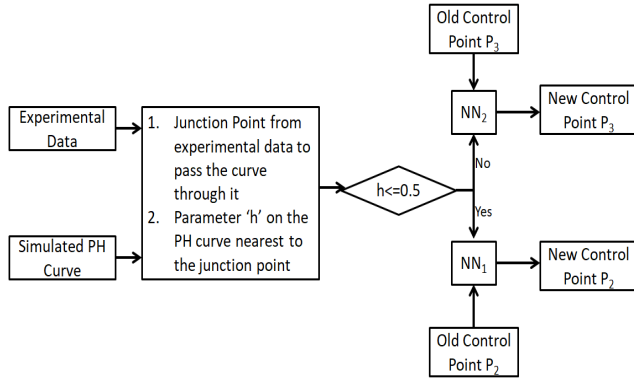 Old Control
Point P₃
Experimental
Data
1. Junction Point from
experimental data to
pass the curve
through it
2. Parameter ‘h’ on the
PH curve nearest to
the junction point
NN₂
New Control
Point P₃
No
h<=0.5
Yes
Simulated PH
Curve
NN₁
New Control
Point P₂
Old Control
Point P₂